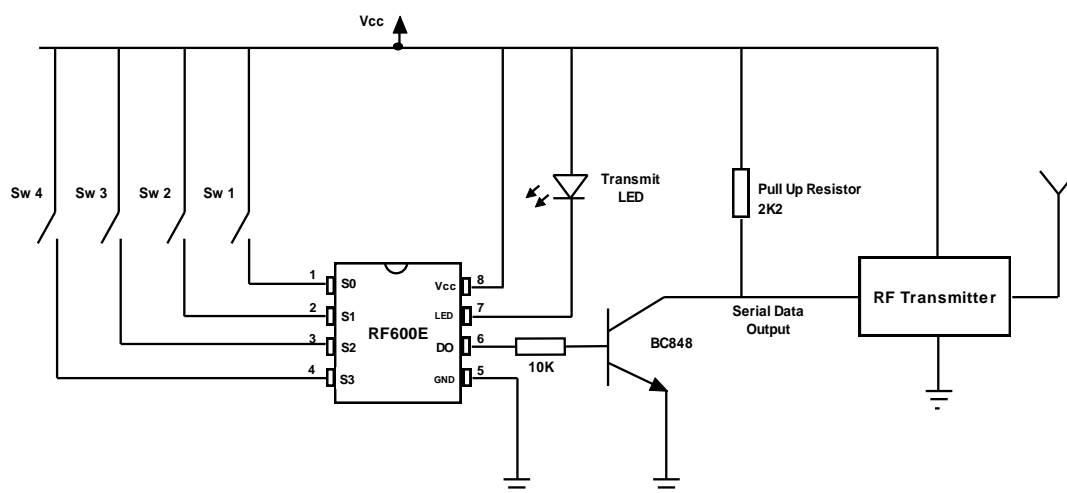 Vcc
Sw 4
Sw 3
Sw 2
Sw 1
Transmit
LED
Pull Up Resistor
2K2
1
S0
Vcc
8
2
S1
LED
7
RF600E
3
S2
DO
6
4
S3
GND
5
10K
BC848
Serial Data
Output
RF Transmitter